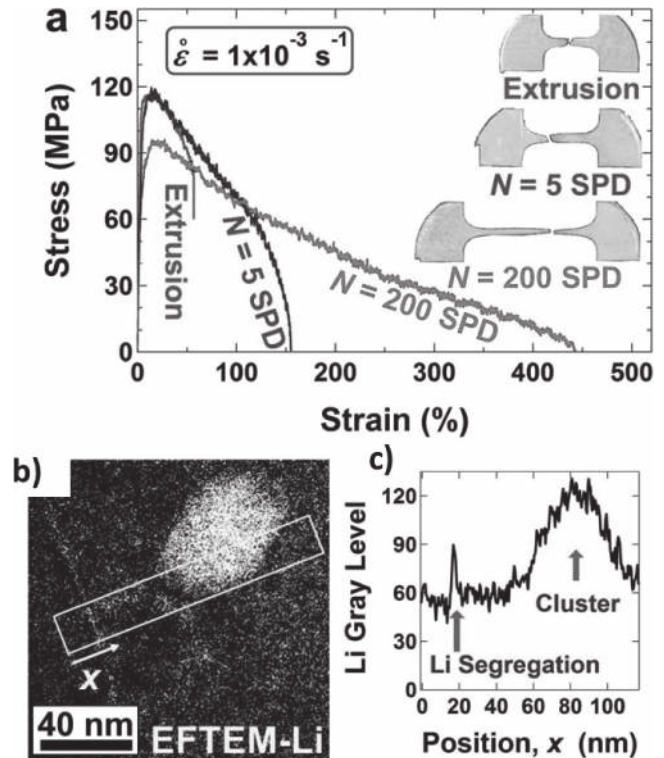 a
ε̇ = 1x10⁻³ s⁻¹
150
120
90
60
30
0
Stress (MPa)
Extrusion
N = 5 SPD
N = 200 SPD
Extrusion
N = 5 SPD
N = 200 SPD
0 100 200 300 400 500
Strain (%)
b)
x
40 nm
EFTEM-Li
c)
120
90
60
30
0
Li Gray Level
Cluster
Li Segregation
0 20 40 60 80 100
Position, x (nm)